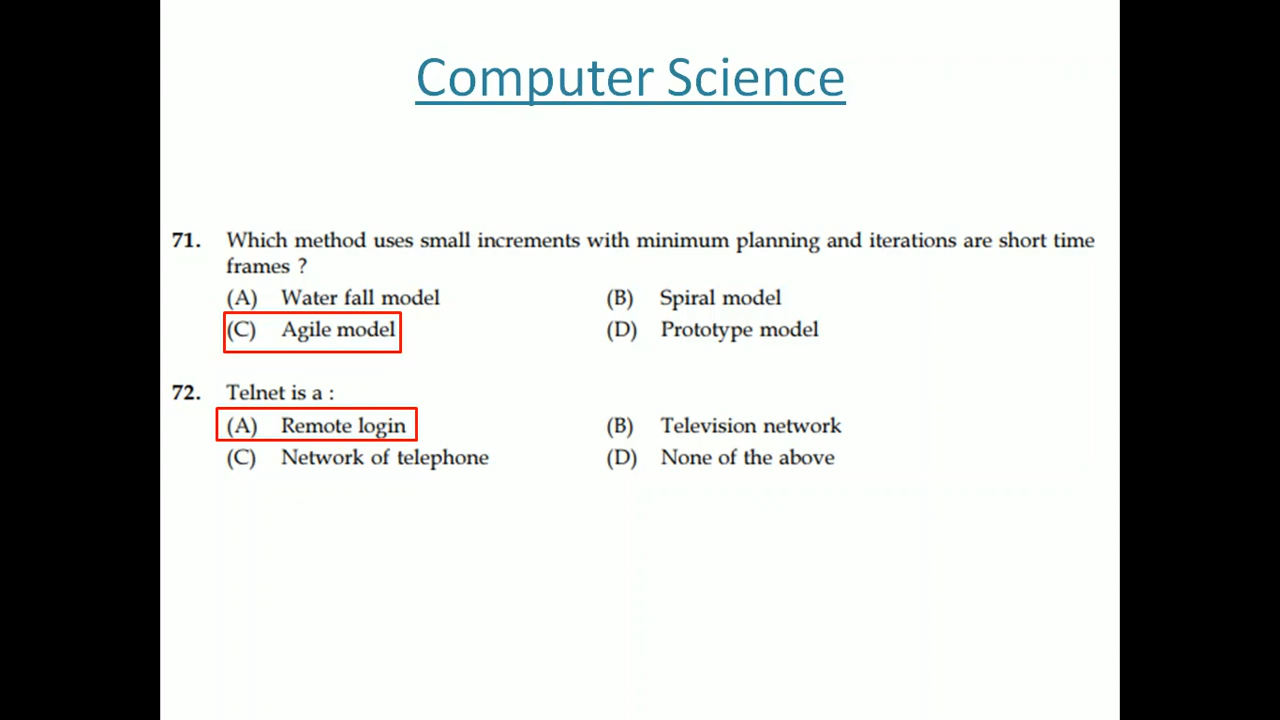 Computer Science
71. Which method uses small increments with minimum planning and iterations are short time
frames ?
(A) Water fall model (B) Spiral model
(C) Agile model (D) Prototype model
72. Telnet is a :
(A) Remote login (B) Television network
(C) Network of telephone (D) None of the above